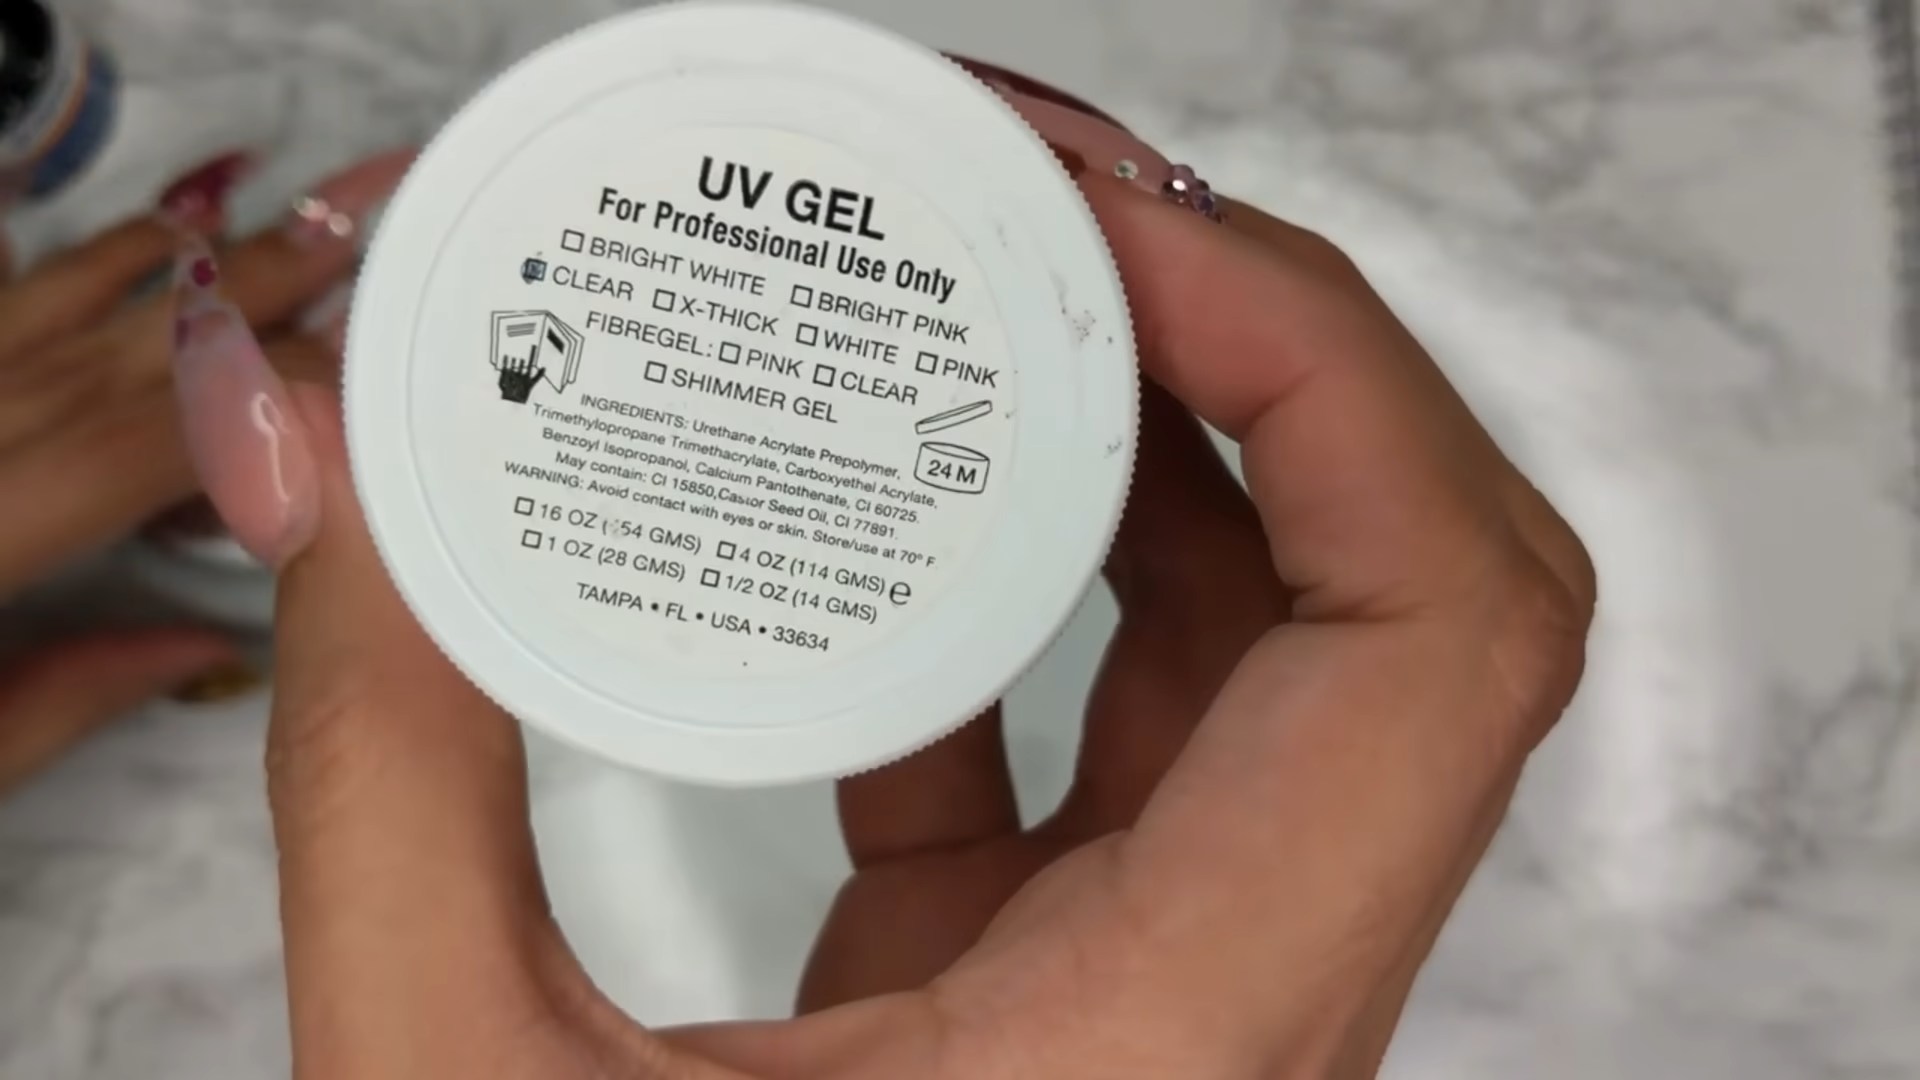 UV GEL
For Professional Use Only
BRIGHT WHITE BRIGHT PINK
CLEAR X-THICK WHITE PINK
FIBREGEL: PINK CLEAR
SHIMMER GEL
INGREDIENTS: Urethane Acrylate Prepolymer,
Trimethylopropane Trimethacrylate, Carboxyethel Acrylate,
Benzoyl Isopropanol, Calcium Pantothenate, CI 60725.
May contain: CI 15850, Castor Seed Oil, CI 77891.
WARNING: Avoid contact with eyes or skin. Store/use at 70° F.
24 M
16 OZ (454 GMS) 4 OZ (114 GMS) e
1 OZ (28 GMS) 1/2 OZ (14 GMS)
TAMPA • FL • USA • 33634